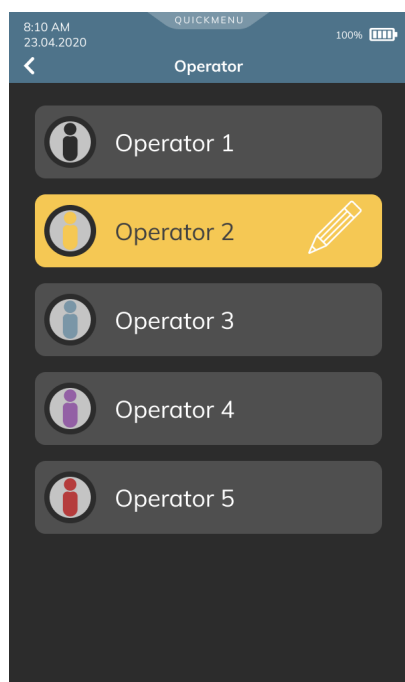 8:10 AM
QUICKMENU
100%
23.04.2020
Operator
Operator 1
Operator 2
Operator 3
Operator 4
Operator 5